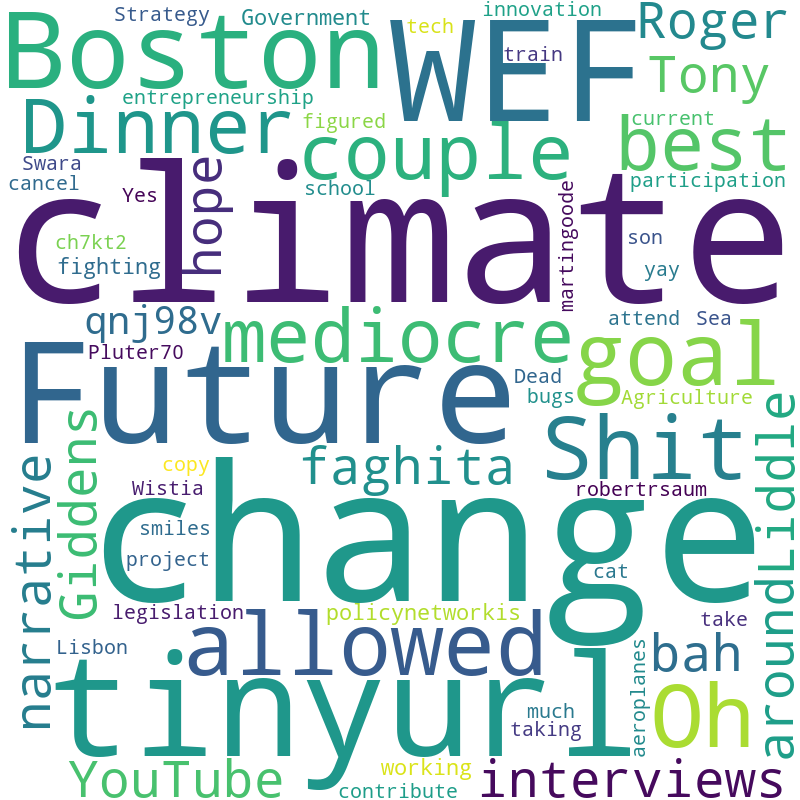 Strategy
Government
innovation
Boston
WEF
Roger
tech
train
Tony
entrepreneurship
Dinner
figured
couple
current
best
Swara
cancel
Yes
hope
school
participation
climate
martingoode
ch7kt2
fighting
son
yay
qnj98v
mediocre
attend
Sea
goal
Pluter70
Future
Dead
bugs
Agriculture
Giddens
narrative
copy
Wistia
faghita
Shit
robertrsaum
aroundLiddle
change
smiles
project
cat
legislation
policynetworkis
take
allowed
Lisbon
bah
tinyurl
aeroplanes
much
taking
Oh
YouTube
working
contribute
interviews